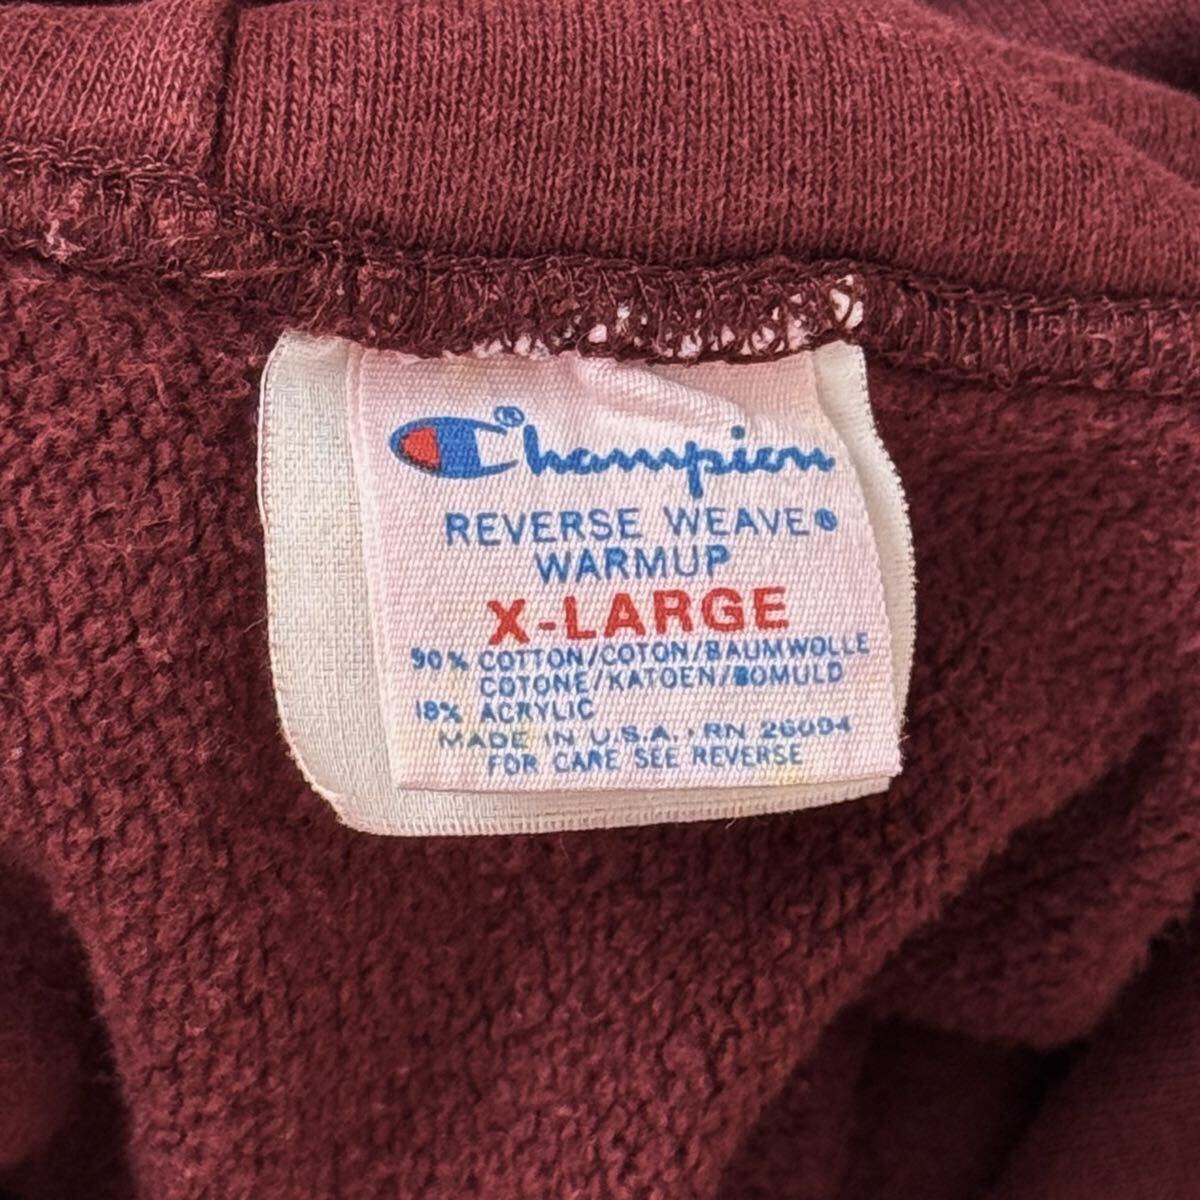 Champion®
REVERSE WEAVE®
WARMUP
X-LARGE
90% COTTON/COTON/BAUMWOLLE
COTONE/KATOEN/BOMULD
10% ACRYLIC
MADE IN U.S.A. · RN 26094
FOR CARE SEE REVERSE